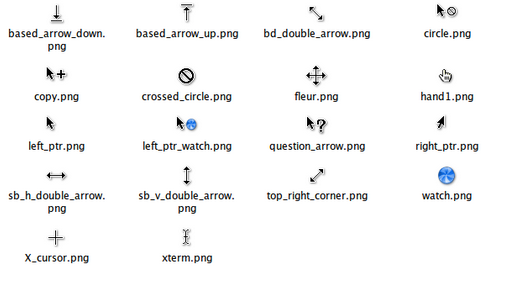 based_arrow_down.
png
based_arrow_up.png
bd_double_arrow.png
circle.png
copy.png
crossed_circle.png
fleur.png
hand1.png
left_ptr.png
left_ptr_watch.png
question_arrow.png
right_ptr.png
sb_h_double_arrow.
png
sb_v_double_arrow.
png
top_right_corner.png
watch.png
X_cursor.png
xterm.png